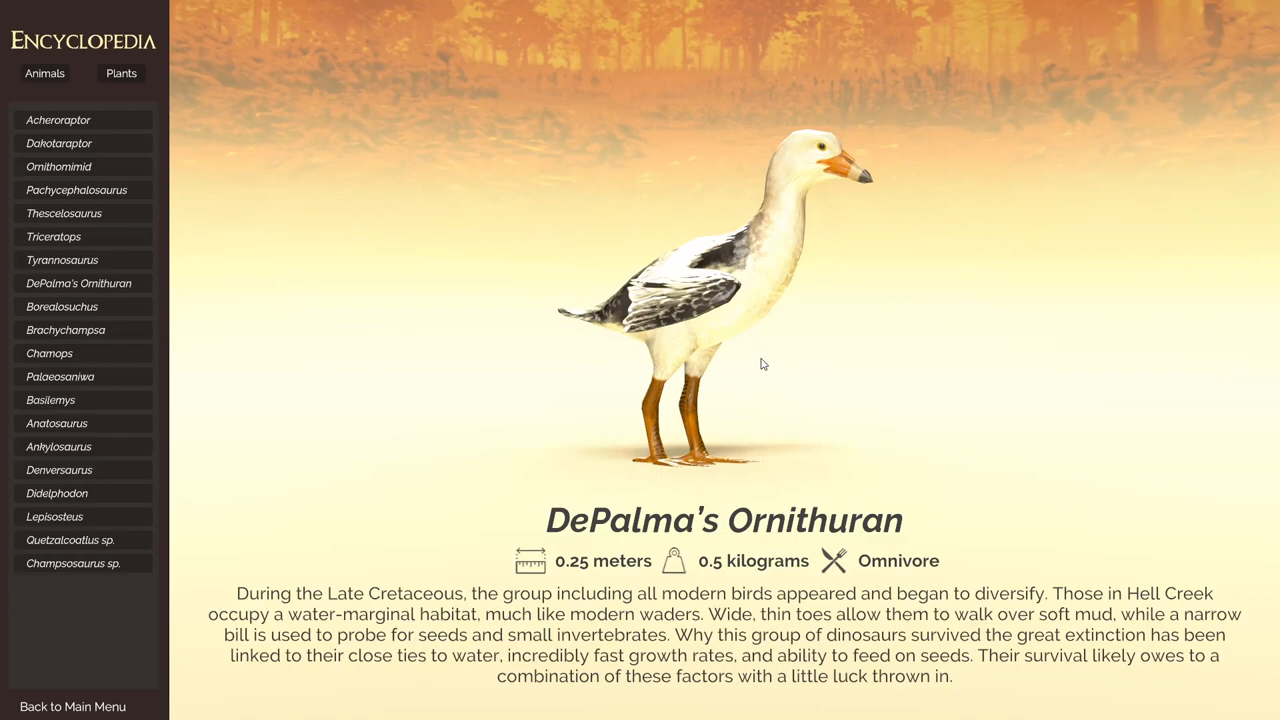 ENCYCLOPEDIA
Animals Plants
Acheroraptor
Dakotaraptor
Ornithomimid
Pachycephalosaurus
Thescelosaurus
Triceratops
Tyrannosaurus
DePalma's Ornithuran
Borealosuchus
Brachychampsa
Chamops
Palaeosaniwa
Basilemys
Anatosaurus
Ankylosaurus
Denversaurus
Didelphodon
Lepisosteus
Quetzalcoatlus sp.
Champsosaurus sp.
Back to Main Menu
DePalma's Ornithuran
0.25 meters 0.5 kilograms Omnivore
During the Late Cretaceous, the group including all modern birds appeared and began to diversify. Those in Hell Creek
occupy a water-marginal habitat, much like modern waders. Wide, thin toes allow them to walk over soft mud, while a narrow
bill is used to probe for seeds and small invertebrates. Why this group of dinosaurs survived the great extinction has been
linked to their close ties to water, incredibly fast growth rates, and ability to feed on seeds. Their survival likely owes to a
combination of these factors with a little luck thrown in.